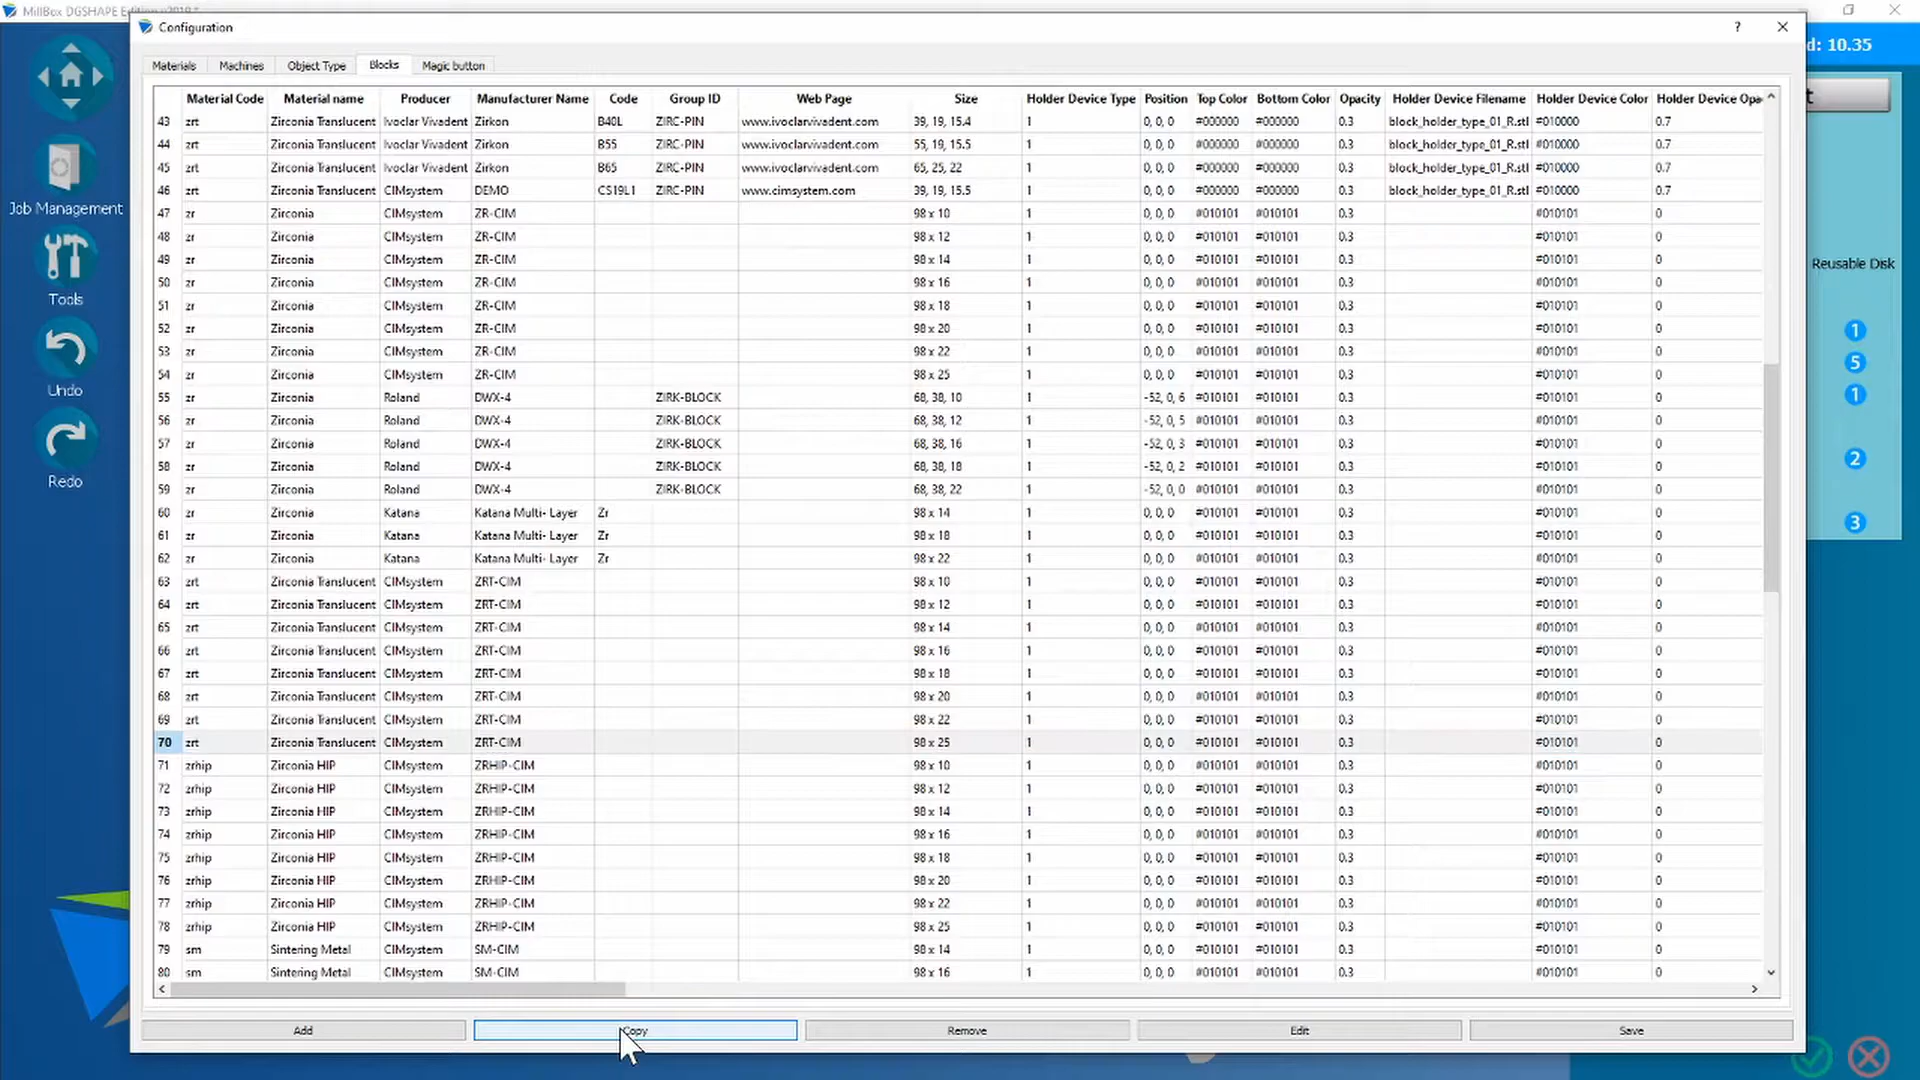 MillBox DGSHAPE Edition v2019 *
Configuration
?
d: 10.35
Materials Machines Object Type Blocks Magic button
Material Code Material name Producer Manufacturer Name Code Group ID Web Page Size Holder Device Type Position Top Color Bottom Color Opacity Holder Device Filename Holder Device Color Holder Device Opa
43 zrt Zirconia Translucent Ivoclar Vivadent Zirkon B40L ZIRC-PIN www.ivoclarvivadent.com 39, 19, 15.4 1 0, 0, 0 #000000 #000000 0.3 block_holder_type_01_R.stl #010000 0.7
44 zrt Zirconia Translucent Ivoclar Vivadent Zirkon B55 ZIRC-PIN www.ivoclarvivadent.com 55, 19, 15.5 1 0, 0, 0 #000000 #000000 0.3 block_holder_type_01_R.stl #010000 0.7
45 zrt Zirconia Translucent Ivoclar Vivadent Zirkon B65 ZIRC-PIN www.ivoclarvivadent.com 65, 25, 22 1 0, 0, 0 #000000 #000000 0.3 block_holder_type_01_R.stl #010000 0.7
46 zrt Zirconia Translucent CIMsystem DEMO CS19L1 ZIRC-PIN www.cimsystem.com 39, 19, 15.5 1 0, 0, 0 #000000 #000000 0.3 block_holder_type_01_R.stl #010000 0.7
47 zr Zirconia CIMsystem ZR-CIM 98 x 10 1 0, 0, 0 #010101 #010101 0.3 #010101 0
48 zr Zirconia CIMsystem ZR-CIM 98 x 12 1 0, 0, 0 #010101 #010101 0.3 #010101 0
49 zr Zirconia CIMsystem ZR-CIM 98 x 14 1 0, 0, 0 #010101 #010101 0.3 #010101 0
50 zr Zirconia CIMsystem ZR-CIM 98 x 16 1 0, 0, 0 #010101 #010101 0.3 #010101 0
51 zr Zirconia CIMsystem ZR-CIM 98 x 18 1 0, 0, 0 #010101 #010101 0.3 #010101 0
52 zr Zirconia CIMsystem ZR-CIM 98 x 20 1 0, 0, 0 #010101 #010101 0.3 #010101 0
53 zr Zirconia CIMsystem ZR-CIM 98 x 22 1 0, 0, 0 #010101 #010101 0.3 #010101 0
54 zr Zirconia CIMsystem ZR-CIM 98 x 25 1 0, 0, 0 #010101 #010101 0.3 #010101 0
55 zr Zirconia Roland DWX-4 ZIRK-BLOCK 68, 38, 10 1 -52, 0, 6 #010101 #010101 0.3 #010101 0
56 zr Zirconia Roland DWX-4 ZIRK-BLOCK 68, 38, 12 1 -52, 0, 5 #010101 #010101 0.3 #010101 0
57 zr Zirconia Roland DWX-4 ZIRK-BLOCK 68, 38, 16 1 -52, 0, 3 #010101 #010101 0.3 #010101 0
58 zr Zirconia Roland DWX-4 ZIRK-BLOCK 68, 38, 18 1 -52, 0, 2 #010101 #010101 0.3 #010101 0
59 zr Zirconia Roland DWX-4 ZIRK-BLOCK 68, 38, 22 1 -52, 0, 0 #010101 #010101 0.3 #010101 0
60 zr Zirconia Katana Katana Multi- Layer Zr 98 x 14 1 0, 0, 0 #010101 #010101 0.3 #010101 0
61 zr Zirconia Katana Katana Multi- Layer Zr 98 x 18 1 0, 0, 0 #010101 #010101 0.3 #010101 0
62 zr Zirconia Katana Katana Multi- Layer Zr 98 x 22 1 0, 0, 0 #010101 #010101 0.3 #010101 0
63 zrt Zirconia Translucent CIMsystem ZRT-CIM 98 x 10 1 0, 0, 0 #010101 #010101 0.3 #010101 0
64 zrt Zirconia Translucent CIMsystem ZRT-CIM 98 x 12 1 0, 0, 0 #010101 #010101 0.3 #010101 0
65 zrt Zirconia Translucent CIMsystem ZRT-CIM 98 x 14 1 0, 0, 0 #010101 #010101 0.3 #010101 0
66 zrt Zirconia Translucent CIMsystem ZRT-CIM 98 x 16 1 0, 0, 0 #010101 #010101 0.3 #010101 0
67 zrt Zirconia Translucent CIMsystem ZRT-CIM 98 x 18 1 0, 0, 0 #010101 #010101 0.3 #010101 0
68 zrt Zirconia Translucent CIMsystem ZRT-CIM 98 x 20 1 0, 0, 0 #010101 #010101 0.3 #010101 0
69 zrt Zirconia Translucent CIMsystem ZRT-CIM 98 x 22 1 0, 0, 0 #010101 #010101 0.3 #010101 0
70 zrt Zirconia Translucent CIMsystem ZRT-CIM 98 x 25 1 0, 0, 0 #010101 #010101 0.3 #010101 0
71 zrhip Zirconia HIP CIMsystem ZRHIP-CIM 98 x 10 1 0, 0, 0 #010101 #010101 0.3 #010101 0
72 zrhip Zirconia HIP CIMsystem ZRHIP-CIM 98 x 12 1 0, 0, 0 #010101 #010101 0.3 #010101 0
73 zrhip Zirconia HIP CIMsystem ZRHIP-CIM 98 x 14 1 0, 0, 0 #010101 #010101 0.3 #010101 0
74 zrhip Zirconia HIP CIMsystem ZRHIP-CIM 98 x 16 1 0, 0, 0 #010101 #010101 0.3 #010101 0
75 zrhip Zirconia HIP CIMsystem ZRHIP-CIM 98 x 18 1 0, 0, 0 #010101 #010101 0.3 #010101 0
76 zrhip Zirconia HIP CIMsystem ZRHIP-CIM 98 x 20 1 0, 0, 0 #010101 #010101 0.3 #010101 0
77 zrhip Zirconia HIP CIMsystem ZRHIP-CIM 98 x 22 1 0, 0, 0 #010101 #010101 0.3 #010101 0
78 zrhip Zirconia HIP CIMsystem ZRHIP-CIM 98 x 25 1 0, 0, 0 #010101 #010101 0.3 #010101 0
79 sm Sintering Metal CIMsystem SM-CIM 98 x 14 1 0, 0, 0 #010101 #010101 0.3 #010101 0
80 sm Sintering Metal CIMsystem SM-CIM 98 x 16 1 0, 0, 0 #010101 #010101 0.3 #010101 0
Add Copy Remove Edit Save
Job Management
Tools
Undo
Redo
t
Reusable Disk
1
5
1
2
3